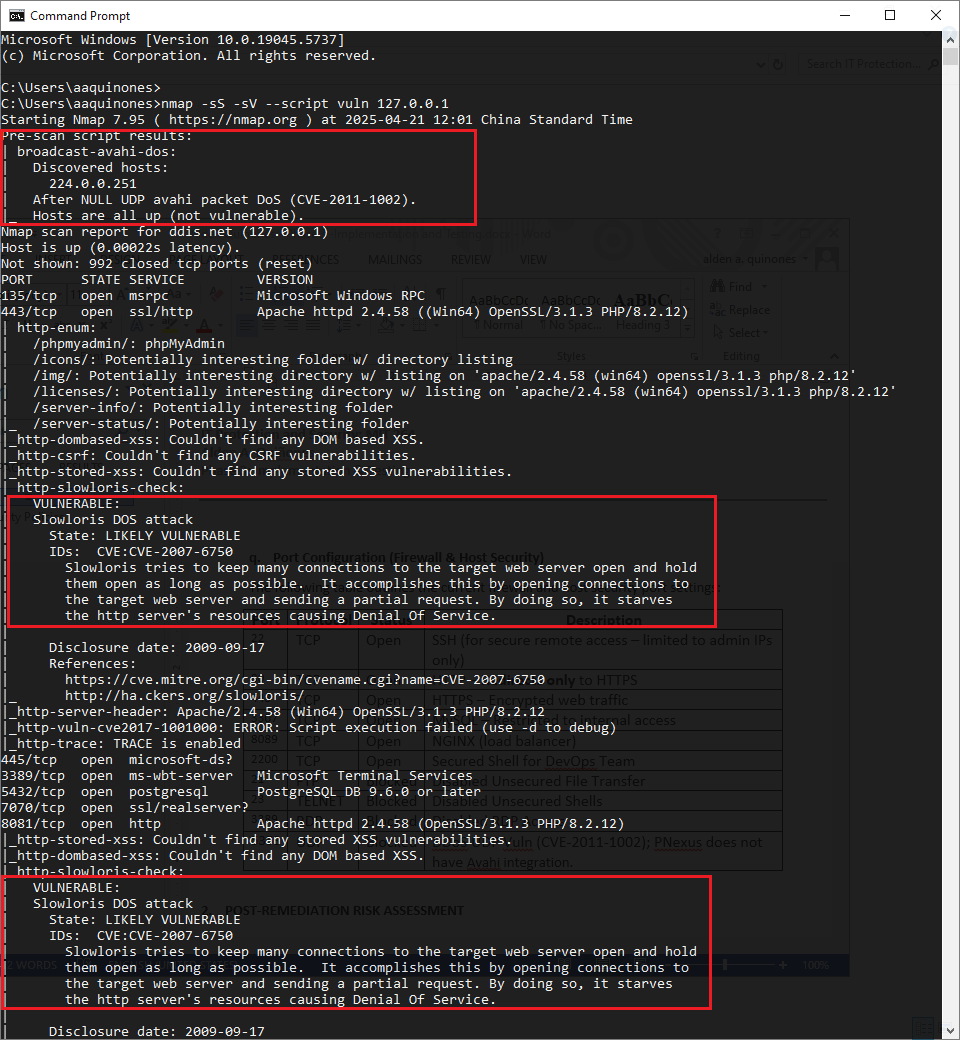 Command Prompt
Microsoft Windows [Version 10.0.19045.5737]
(c) Microsoft Corporation. All rights reserved.
C:\Users\aaquinones>
C:\Users\aaquinones>nmap -sS -sV --script vuln 127.0.0.1
Starting Nmap 7.95 ( https://nmap.org ) at 2025-04-21 12:01 China Standard Time
Pre-scan script results:
| broadcast-avahi-dos:
|   Discovered hosts:
|     224.0.0.251
|   After NULL UDP avahi packet DoS (CVE-2011-1002).
|_  Hosts are all up (not vulnerable).
Nmap scan report for ddis.net (127.0.0.1)
Host is up (0.00022s latency).
Not shown: 992 closed tcp ports (reset)
PORT      STATE SERVICE         VERSION
135/tcp   open  msrpc           Microsoft Windows RPC
443/tcp   open  ssl/http        Apache httpd 2.4.58 ((Win64) OpenSSL/3.1.3 PHP/8.2.12)
| http-enum:
|   /phpmyadmin/: phpMyAdmin
|   /icons/: Potentially interesting folder w/ directory listing
|   /img/: Potentially interesting directory w/ listing on 'apache/2.4.58 (win64) openssl/3.1.3 php/8.2.12'
|   /licenses/: Potentially interesting directory w/ listing on 'apache/2.4.58 (win64) openssl/3.1.3 php/8.2.12'
|   /server-info/: Potentially interesting folder
|_  /server-status/: Potentially interesting folder
|_http-dombased-xss: Couldn't find any DOM based XSS.
|_http-csrf: Couldn't find any CSRF vulnerabilities.
|_http-stored-xss: Couldn't find any stored XSS vulnerabilities.
| http-slowloris-check:
|   VULNERABLE:
|   Slowloris DOS attack
|     State: LIKELY VULNERABLE
|     IDs:  CVE:CVE-2007-6750
|       Slowloris tries to keep many connections to the target web server open and hold
|       them open as long as possible.  It accomplishes this by opening connections to
|       the target web server and sending a partial request. By doing so, it starves
|       the http server's resources causing Denial Of Service.
|
|     Disclosure date: 2009-09-17
|     References:
|       https://cve.mitre.org/cgi-bin/cvename.cgi?name=CVE-2007-6750
|_      http://ha.ckers.org/slowloris/
|_http-server-header: Apache/2.4.58 (Win64) OpenSSL/3.1.3 PHP/8.2.12
|_http-vuln-cve2017-1001000: ERROR: Script execution failed (use -d to debug)
|_http-trace: TRACE is enabled
445/tcp   open  microsoft-ds?
3389/tcp  open  ms-wbt-server   Microsoft Terminal Services
5432/tcp  open  postgresql      PostgreSQL DB 9.6.0 or later
7070/tcp  open  ssl/realserver?
8081/tcp  open  http            Apache httpd 2.4.58 (OpenSSL/3.1.3 PHP/8.2.12)
|_http-stored-xss: Couldn't find any stored XSS vulnerabilities.
|_http-dombased-xss: Couldn't find any DOM based XSS.
| http-slowloris-check:
|   VULNERABLE:
|   Slowloris DOS attack
|     State: LIKELY VULNERABLE
|     IDs:  CVE:CVE-2007-6750
|       Slowloris tries to keep many connections to the target web server open and hold
|       them open as long as possible.  It accomplishes this by opening connections to
|       the target web server and sending a partial request. By doing so, it starves
|       the http server's resources causing Denial Of Service.
|
|     Disclosure date: 2009-09-17